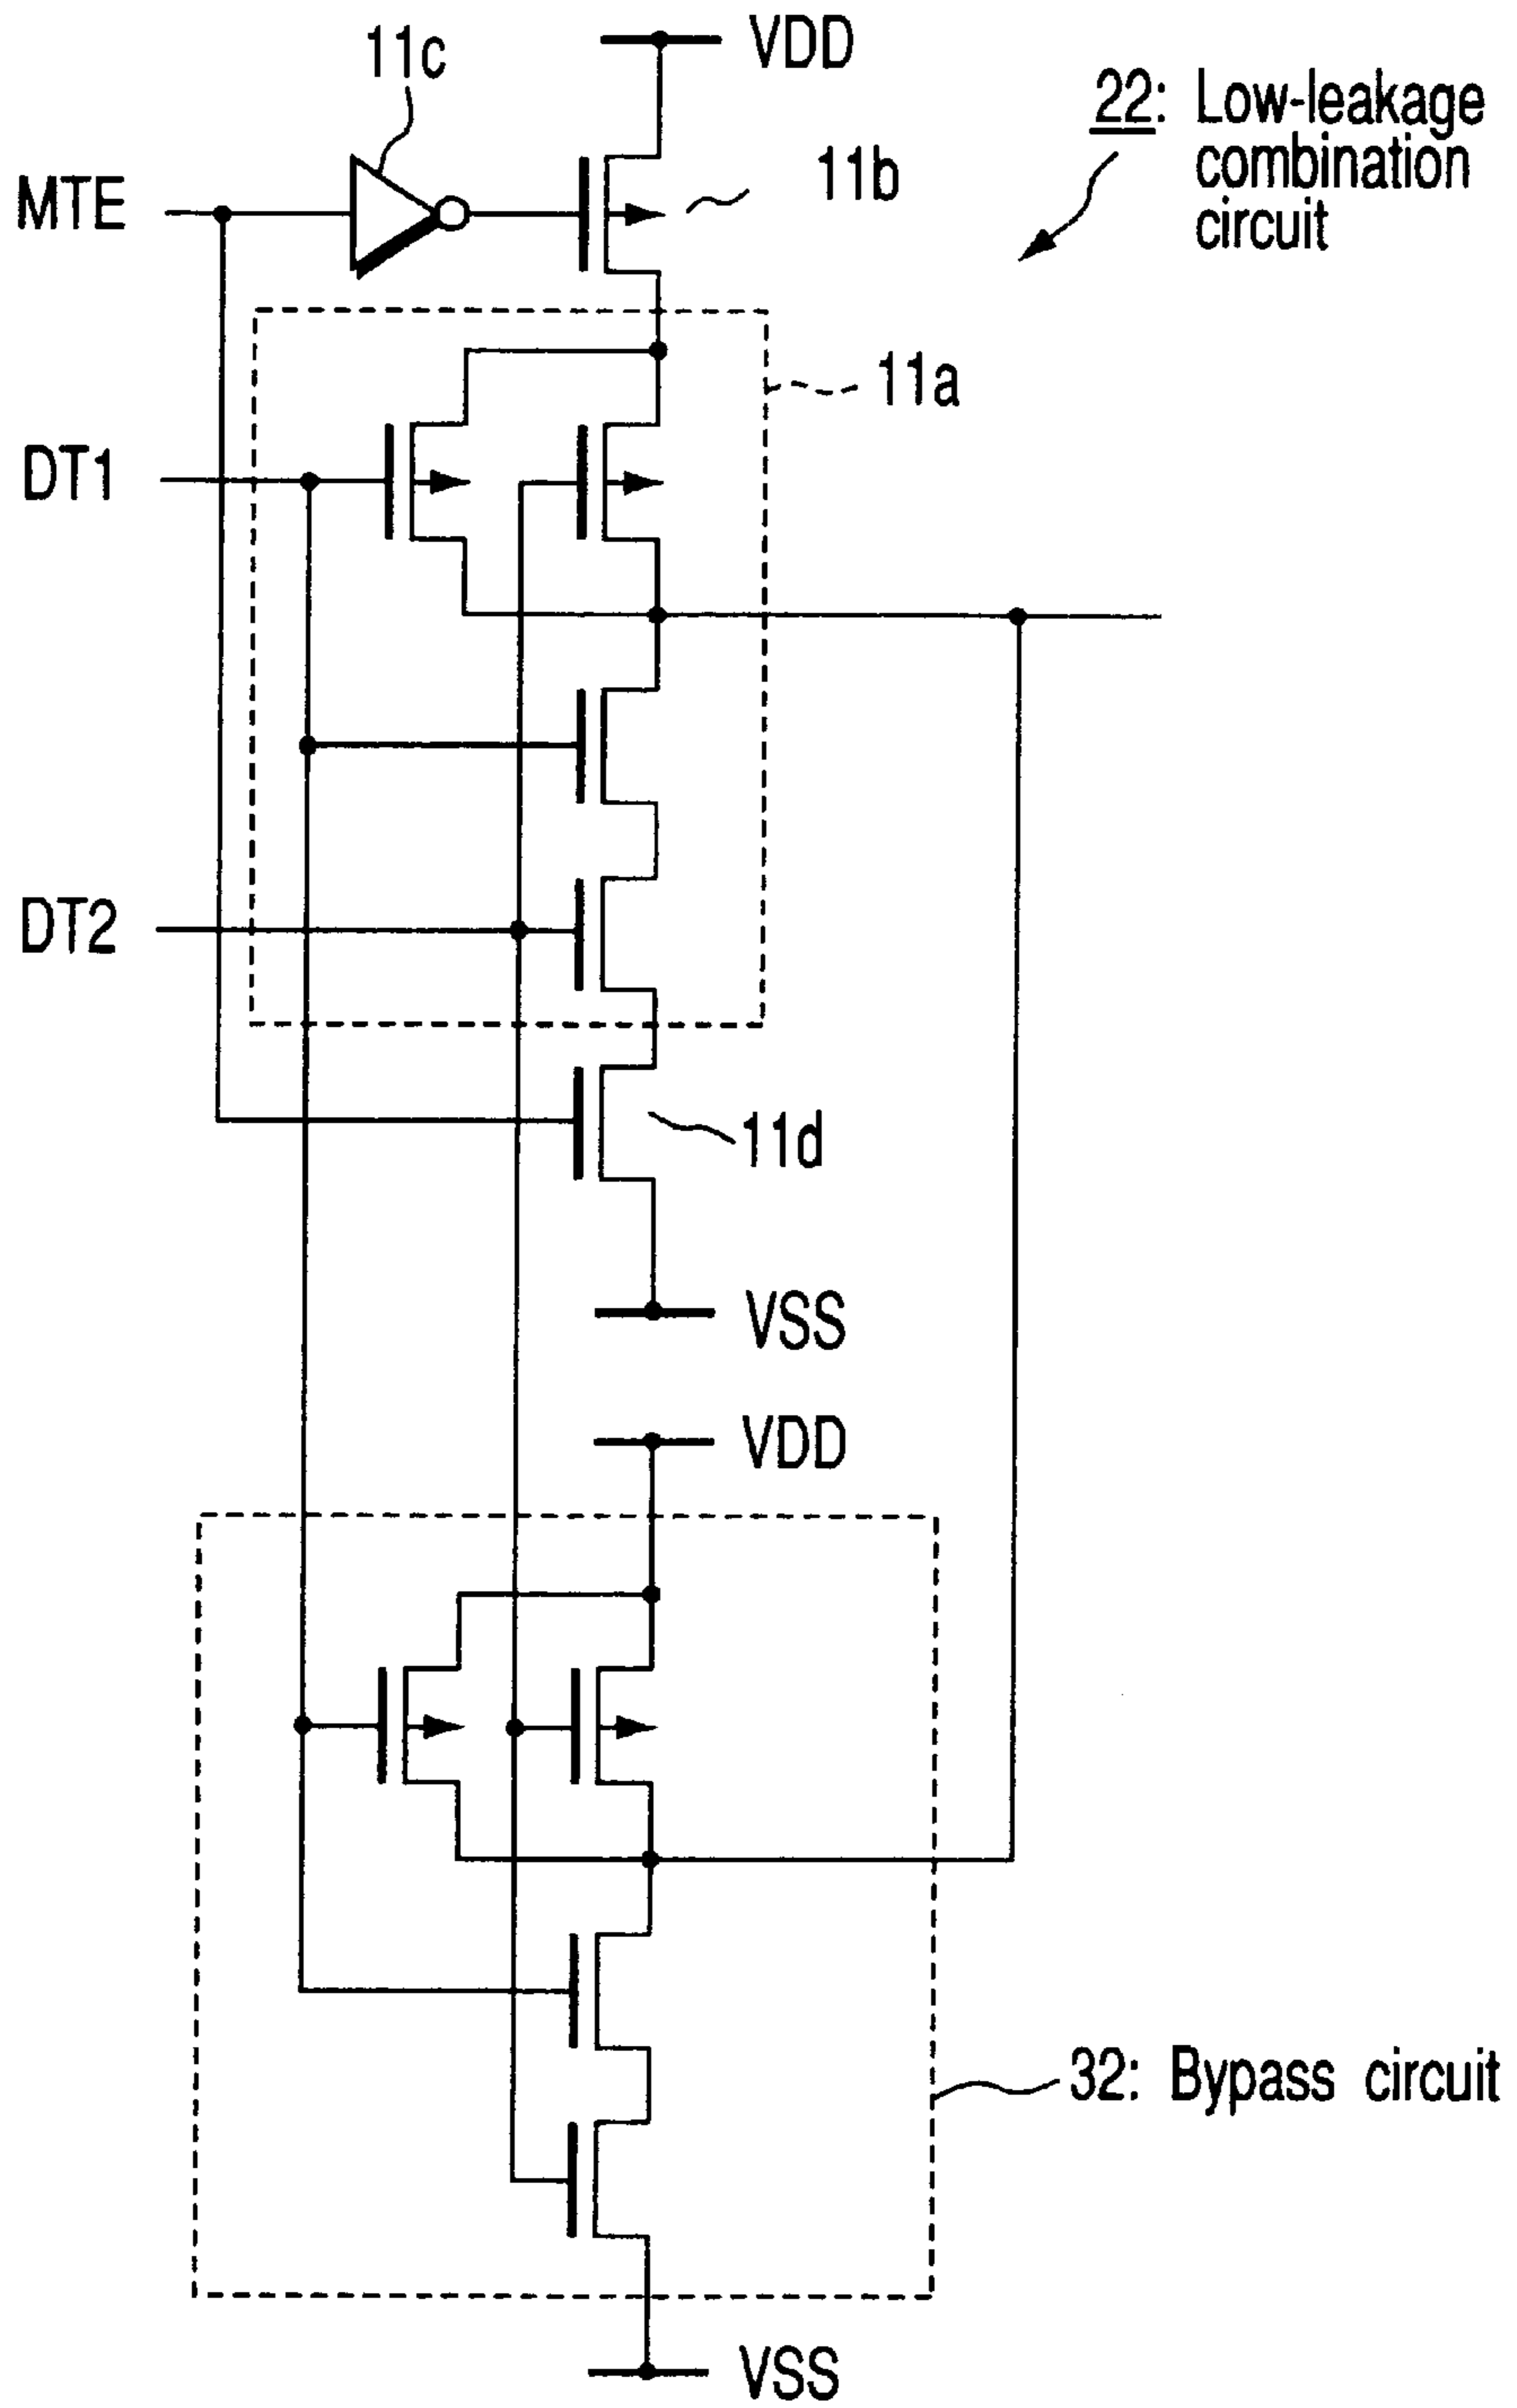 11c
VDD
22: Low-leakage
combination
circuit
11b
MTE
11a
DT1
DT2
11d
VSS
VDD
32: Bypass circuit
VSS